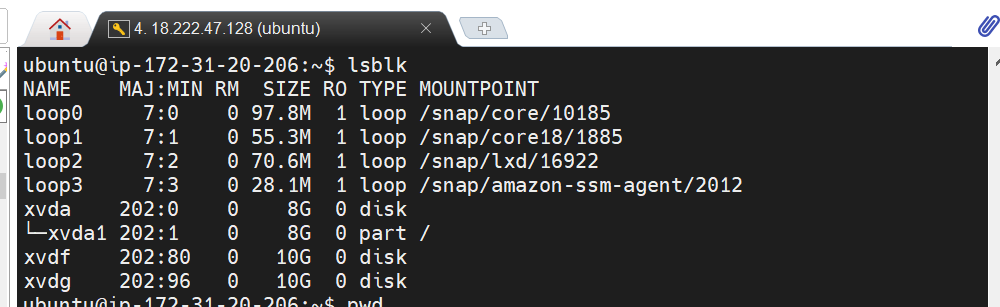 4. 18.222.47.128 (ubuntu)
ubuntu@ip-172-31-20-206:~$ lsblk
NAME    MAJ:MIN RM  SIZE RO TYPE MOUNTPOINT
loop0     7:0    0 97.8M  1 loop /snap/core/10185
loop1     7:1    0 55.3M  1 loop /snap/core18/1885
loop2     7:2    0 70.6M  1 loop /snap/lxd/16922
loop3     7:3    0 28.1M  1 loop /snap/amazon-ssm-agent/2012
xvda    202:0    0    8G  0 disk
└─xvda1 202:1    0    8G  0 part /
xvdf    202:80   0   10G  0 disk
xvdg    202:96   0   10G  0 disk
ubuntu@ip-172-31-20-206:~$ pwd